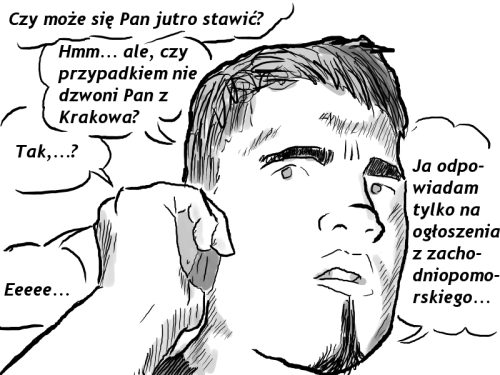 Czy może się Pan jutro stawić?
Hmm... ale, czy
przypadkiem nie
dzwoni Pan z
Krakowa?
Tak,...?
Ja odpo-
wiadam
tylko na
ogłoszenia
z zacho-
dniopomo-
rskiego...
Eeeee...